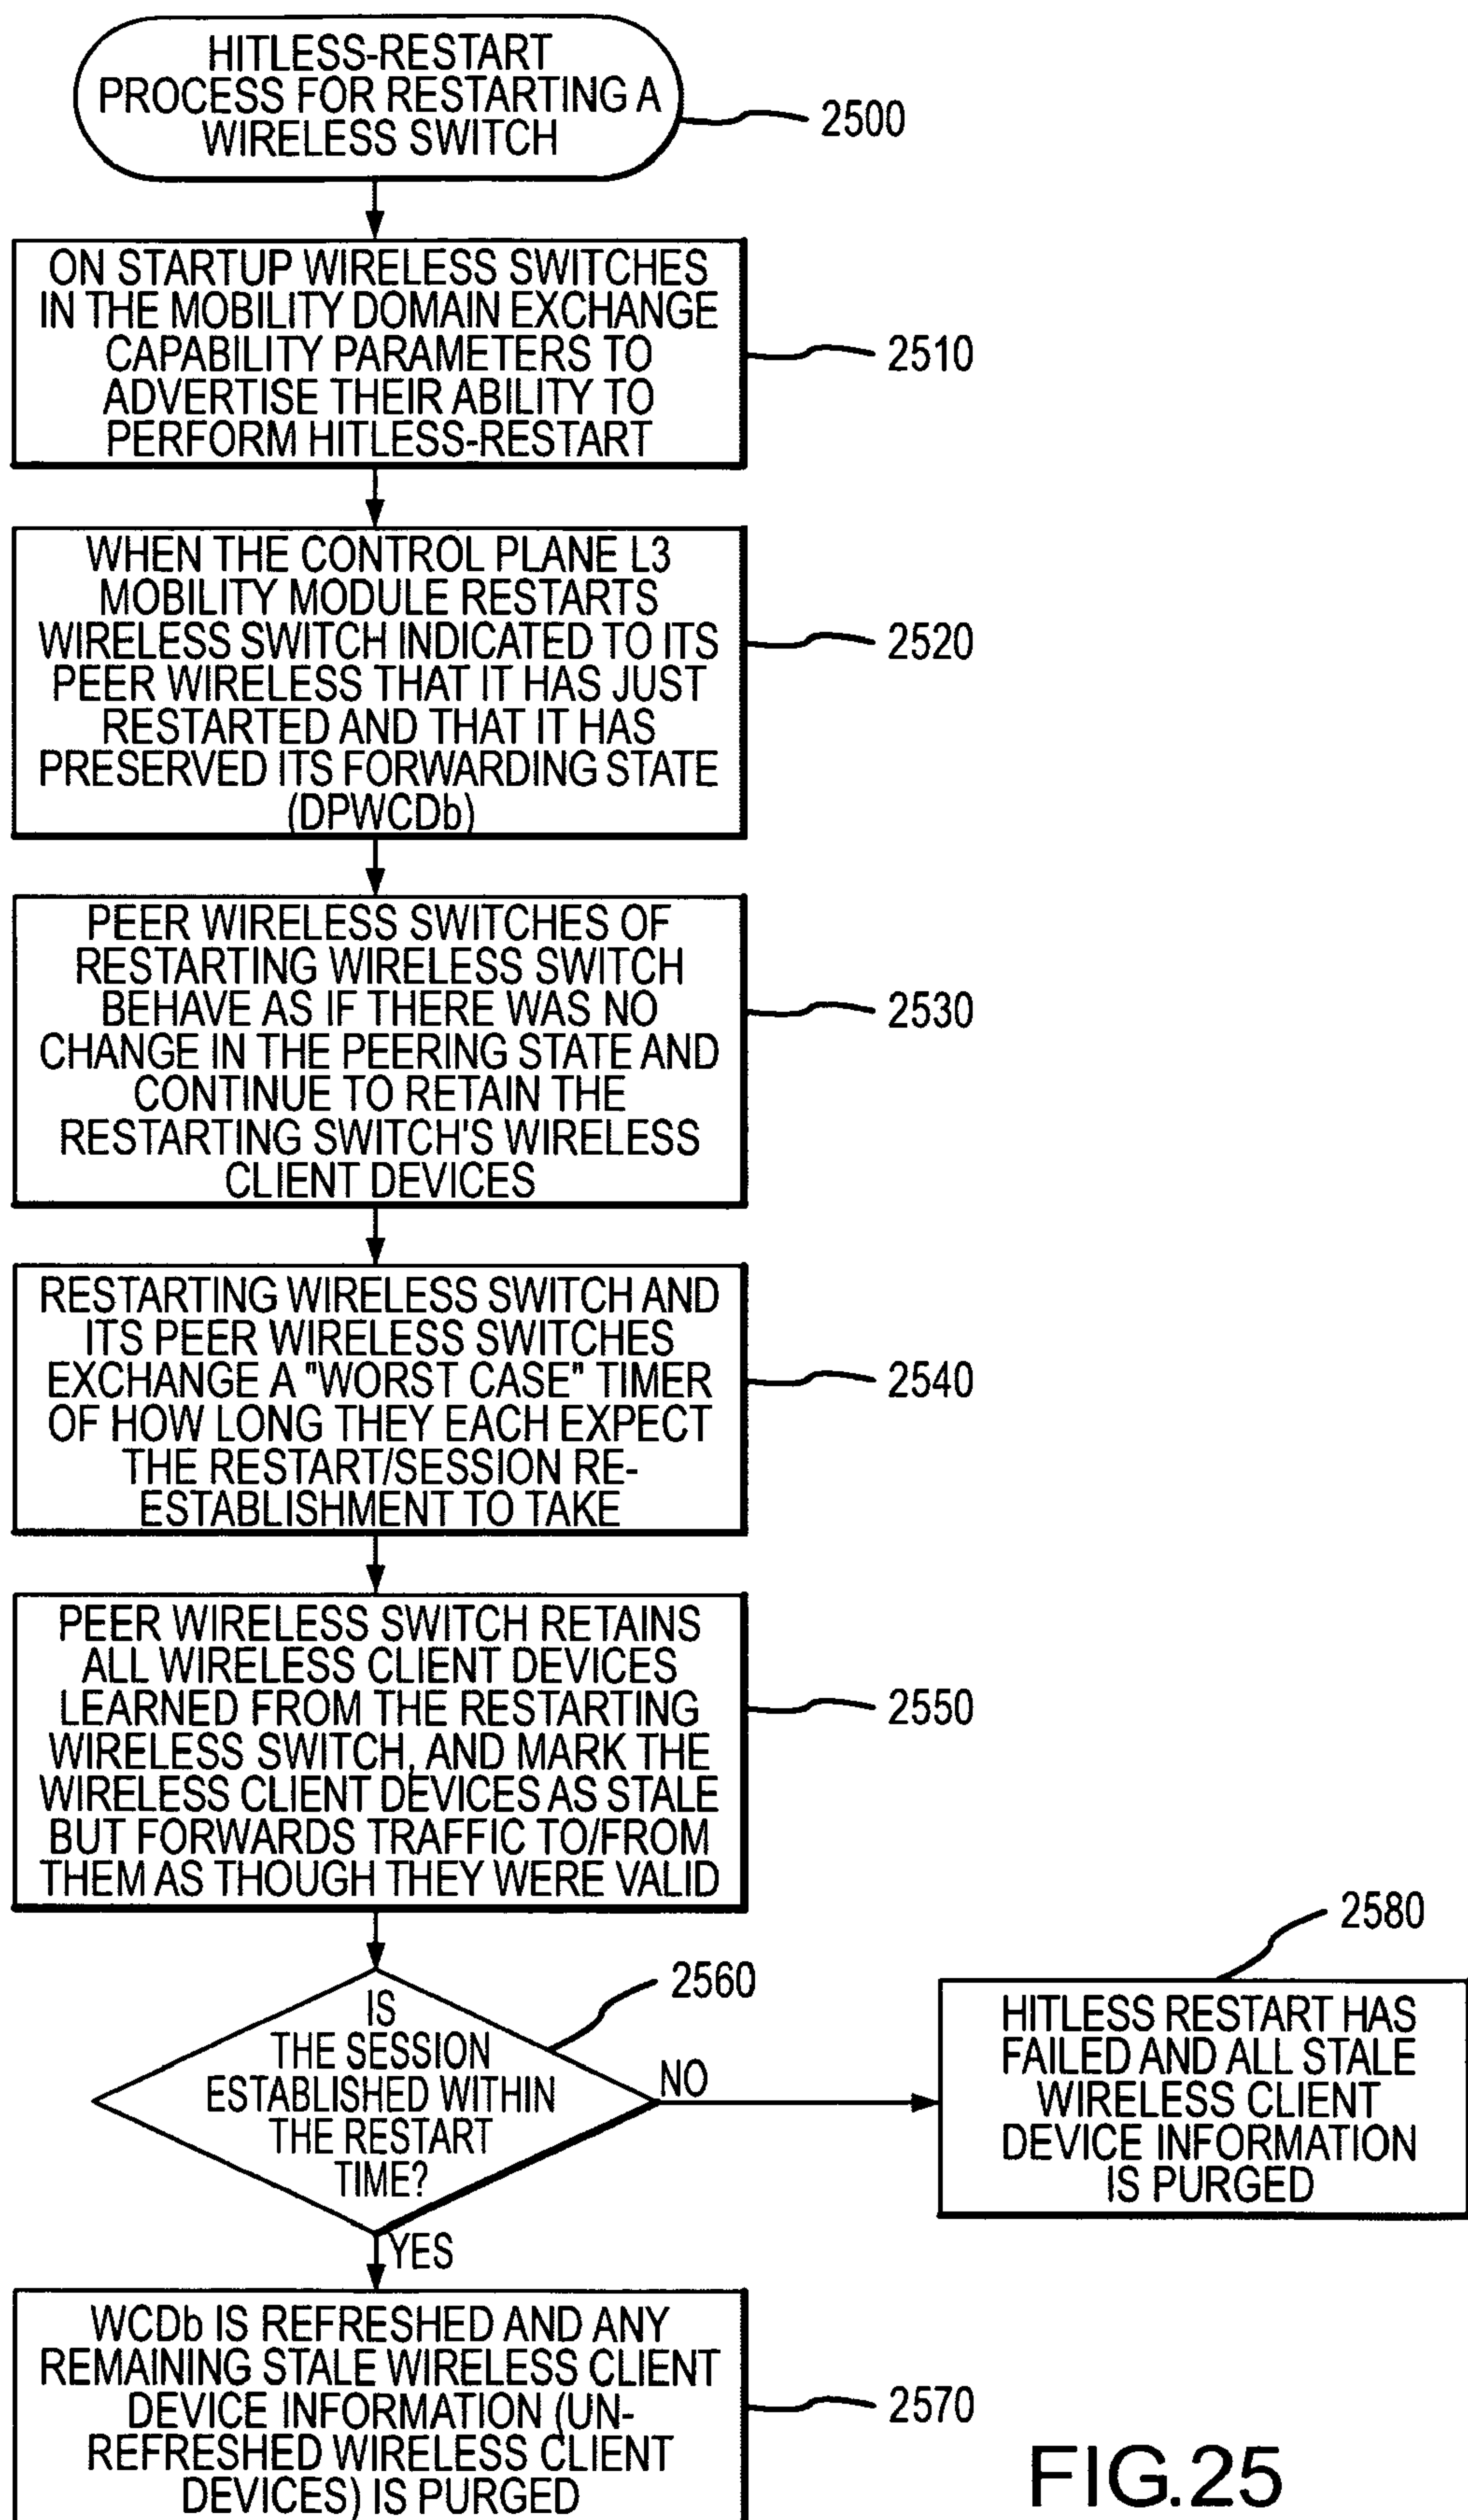 HITLESS-RESTART
PROCESS FOR RESTARTING A
WIRELESS SWITCH
2500
ON STARTUP WIRELESS SWITCHES
IN THE MOBILITY DOMAIN EXCHANGE
CAPABILITY PARAMETERS TO
ADVERTISE THEIR ABILITY TO
PERFORM HITLESS-RESTART
2510
WHEN THE CONTROL PLANE L3
MOBILITY MODULE RESTARTS
WIRELESS SWITCH INDICATED TO ITS
PEER WIRELESS THAT IT HAS JUST
RESTARTED AND THAT IT HAS
PRESERVED ITS FORWARDING STATE
(DPWCDb)
2520
PEER WIRELESS SWITCHES OF
RESTARTING WIRELESS SWITCH
BEHAVE AS IF THERE WAS NO
CHANGE IN THE PEERING STATE AND
CONTINUE TO RETAIN THE
RESTARTING SWITCH'S WIRELESS
CLIENT DEVICES
2530
RESTARTING WIRELESS SWITCH AND
ITS PEER WIRELESS SWITCHES
EXCHANGE A "WORST CASE" TIMER
OF HOW LONG THEY EACH EXPECT
THE RESTART/SESSION RE-
ESTABLISHMENT TO TAKE
2540
PEER WIRELESS SWITCH RETAINS
ALL WIRELESS CLIENT DEVICES
LEARNED FROM THE RESTARTING
WIRELESS SWITCH, AND MARK THE
WIRELESS CLIENT DEVICES AS STALE
BUT FORWARDS TRAFFIC TO/FROM
THEM AS THOUGH THEY WERE VALID
2550
IS
THE SESSION
ESTABLISHED WITHIN
THE RESTART
TIME?
2560
NO
YES
2580
HITLESS RESTART HAS
FAILED AND ALL STALE
WIRELESS CLIENT
DEVICE INFORMATION
IS PURGED
WCDb IS REFRESHED AND ANY
REMAINING STALE WIRELESS CLIENT
DEVICE INFORMATION (UN-
REFRESHED WIRELESS CLIENT
DEVICES) IS PURGED
2570
FIG.25